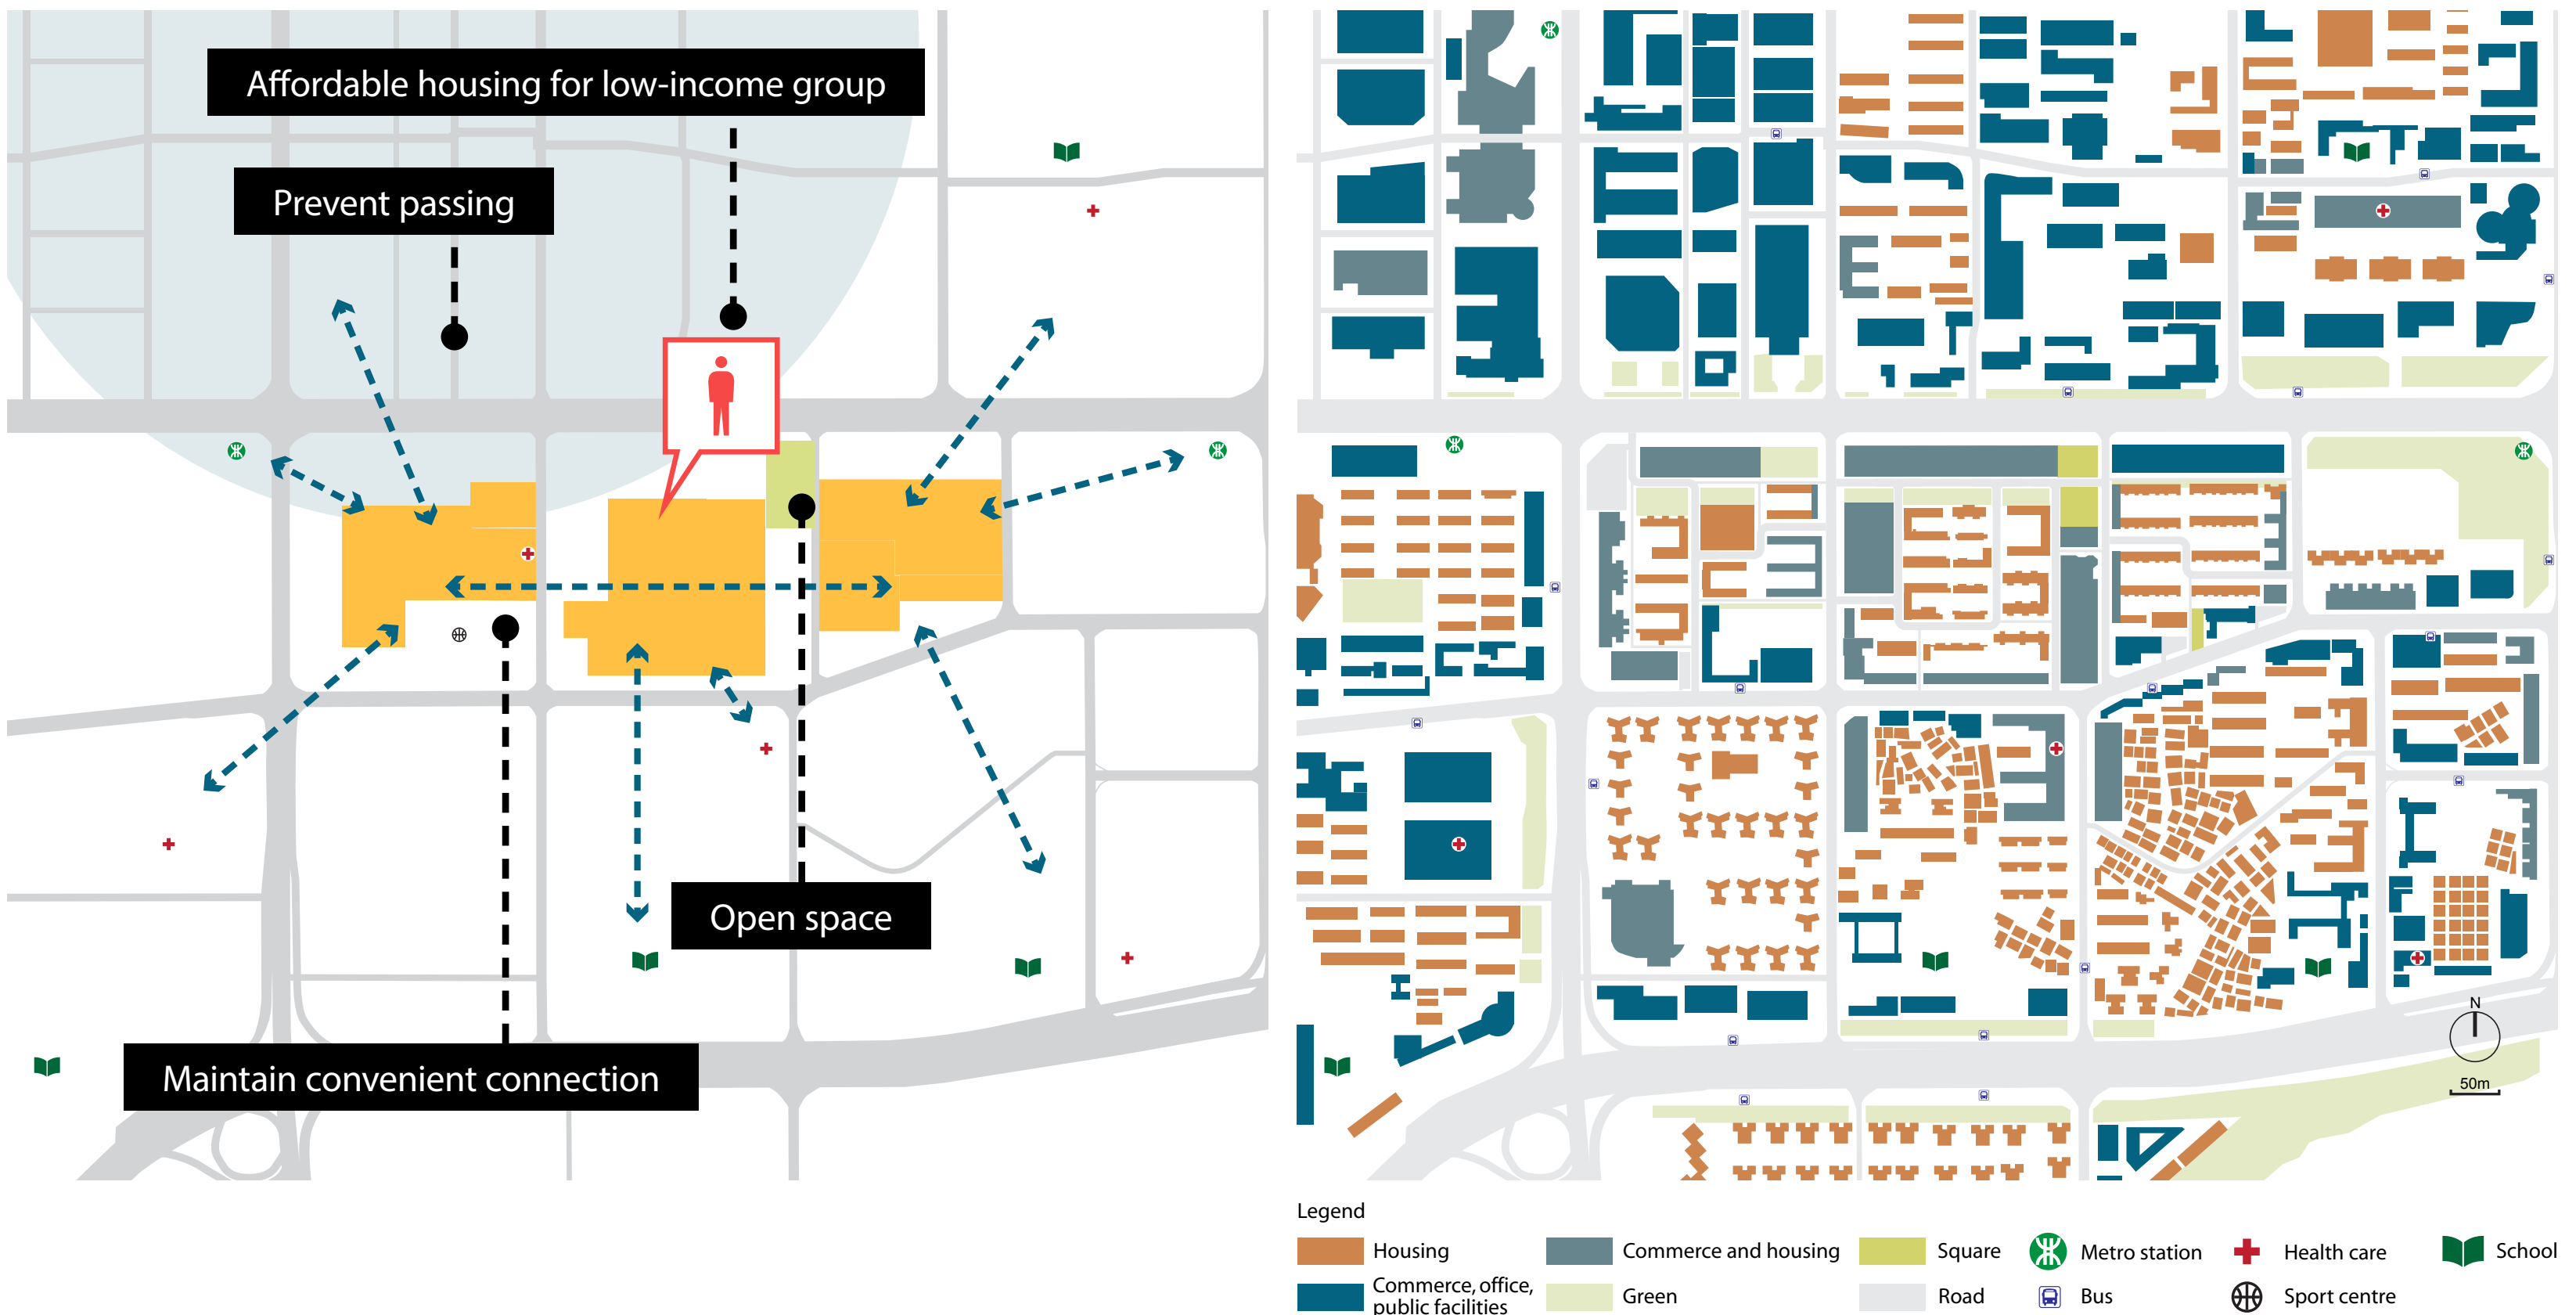 Affordable housing for low-income group
Prevent passing
Open space
Maintain convenient connection
N
50m
Legend
Housing
Commerce and housing
Square
Metro station
Health care
School
Commerce, office,
public facilities
Green
Road
Bus
Sport centre